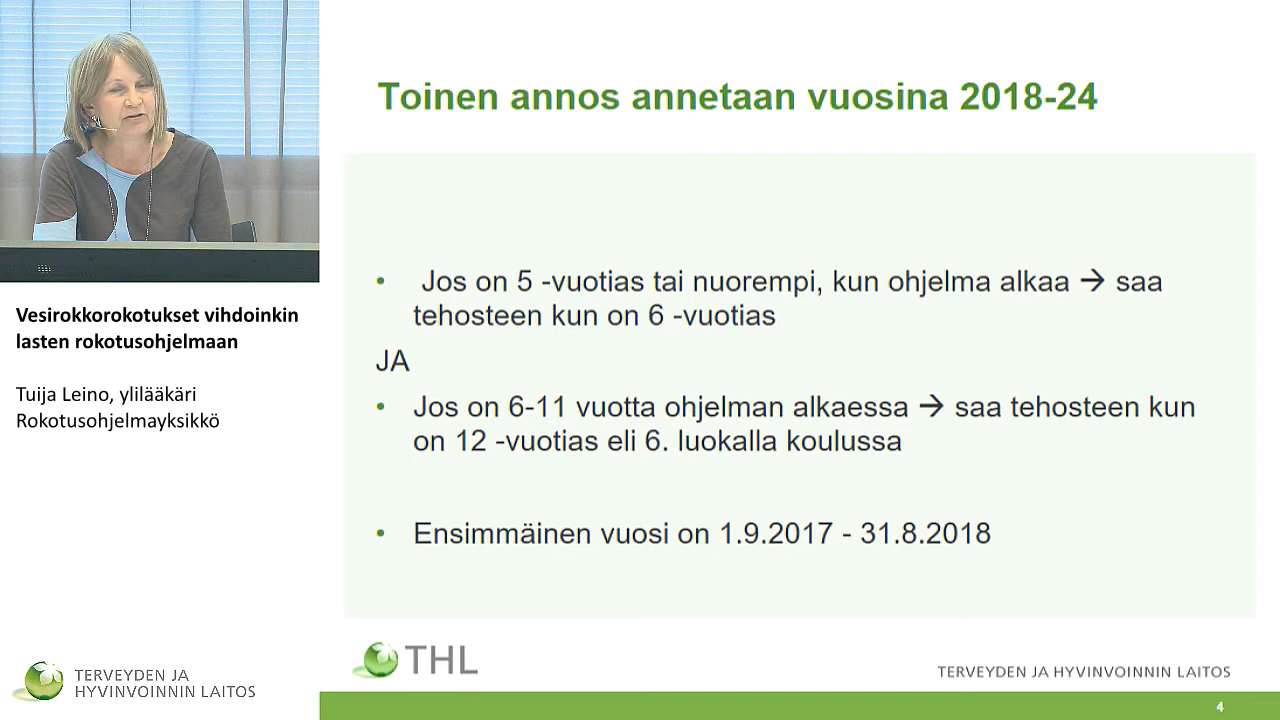 Toinen annos annetaan vuosina 2018-24
• Jos on 5 -vuotias tai nuorempi, kun ohjelma alkaa → saa
tehosteen kun on 6 -vuotias
JA
• Jos on 6-11 vuotta ohjelman alkaessa → saa tehosteen kun
on 12 -vuotias eli 6. luokalla koulussa
• Ensimmäinen vuosi on 1.9.2017 - 31.8.2018
Vesirokkorokotukset vihdoinkin
lasten rokotusohjelmaan
Tuija Leino, ylilääkäri
Rokotusohjelmayksikkö
TERVEYDEN JA
HYVINVOINNIN LAITOS
THL
TERVEYDEN JA HYVINVOINNIN LAITOS
4